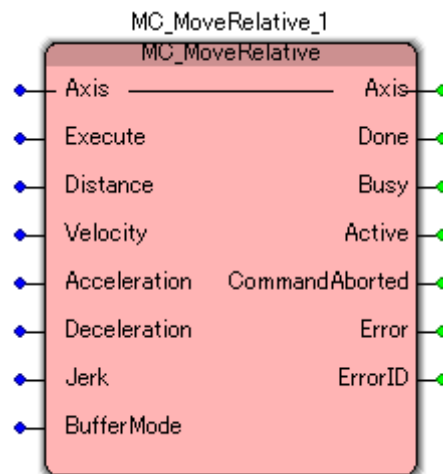 MC_MoveRelative_1
MC_MoveRelative
Axis Axis
Execute Done
Distance Busy
Velocity Active
Acceleration CommandAborted
Deceleration Error
Jerk ErrorID
BufferMode